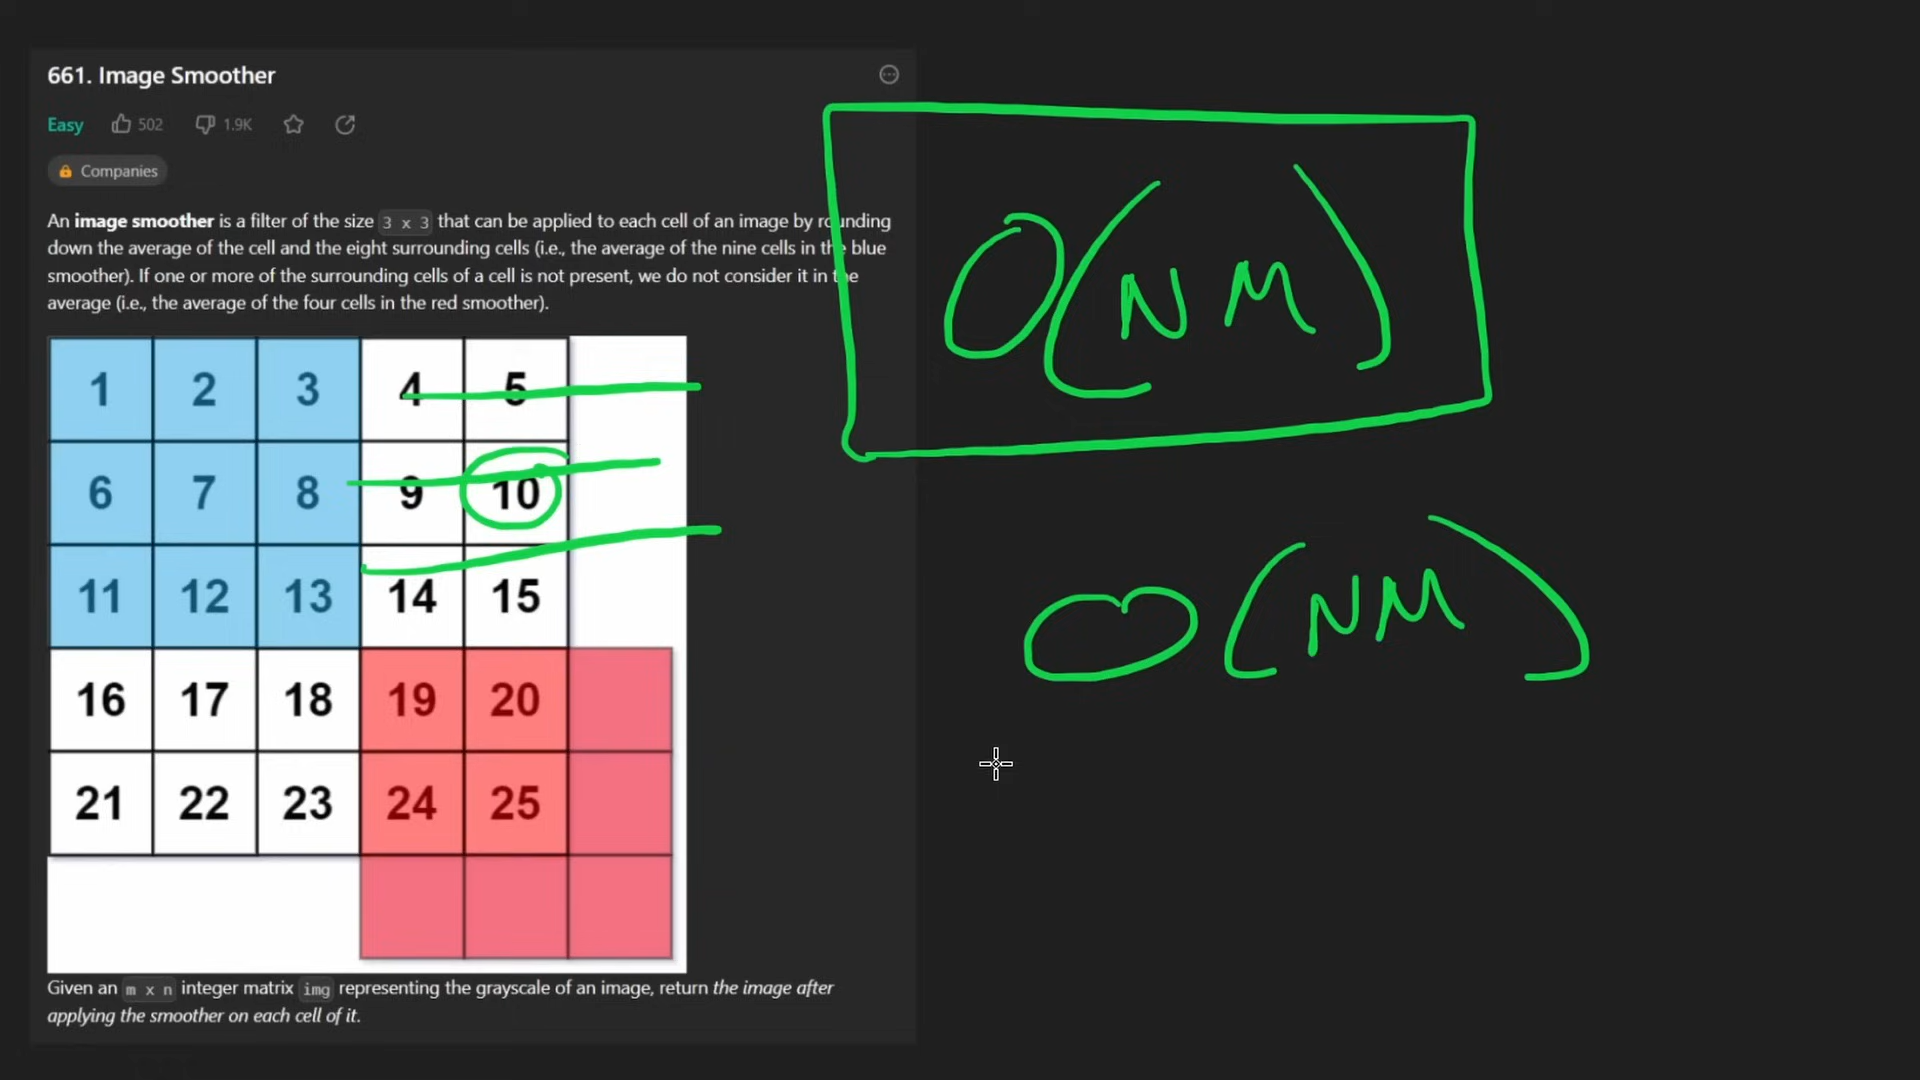 661. Image Smoother
Easy 502 1.9K
Companies
An image smoother is a filter of the size 3 x 3 that can be applied to each cell of an image by rounding
down the average of the cell and the eight surrounding cells (i.e., the average of the nine cells in the blue
smoother). If one or more of the surrounding cells of a cell is not present, we do not consider it in the
average (i.e., the average of the four cells in the red smoother).
1 2 3 4 5
6 7 8 9 10
11 12 13 14 15
16 17 18 19 20
21 22 23 24 25
Given an m x n integer matrix img representing the grayscale of an image, return the image after
applying the smoother on each cell of it.
O(NM)
O(NM)